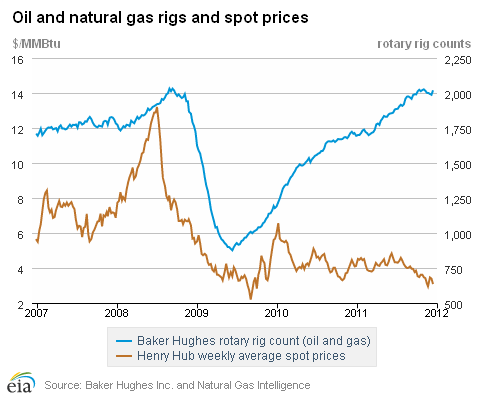 Oil and natural gas rigs and spot prices
$/MMBtu rotary rig counts
16 2,250
14 2,000
12 1,750
10 1,500
8 1,250
6 1,000
4 750
2 500
2007 2008 2009 2010 2011 2012
Baker Hughes rotary rig count (oil and gas)
Henry Hub weekly average spot prices
eia Source: Baker Hughes Inc. and Natural Gas Intelligence